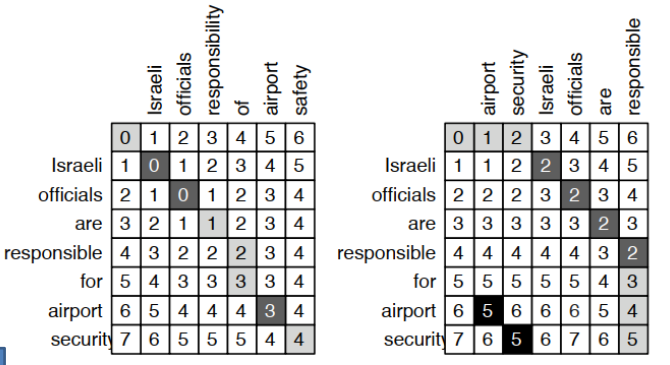 Israeli officials responsibility of airport safety
0 1 2 3 4 5 6
Israeli 1 0 1 2 3 4 5
officials 2 1 0 1 2 3 4
are 3 2 1 1 2 3 4
responsible 4 3 2 2 2 3 4
for 5 4 3 3 3 3 4
airport 6 5 4 4 4 3 4
security 7 6 5 5 5 4 4
airport security Israeli officials are responsible
0 1 2 3 4 5 6
Israeli 1 1 2 2 3 4 5
officials 2 2 2 3 2 3 4
are 3 3 3 3 3 2 3
responsible 4 4 4 4 4 3 2
for 5 5 5 5 5 4 3
airport 6 5 6 6 6 5 4
security 7 6 5 6 7 6 5